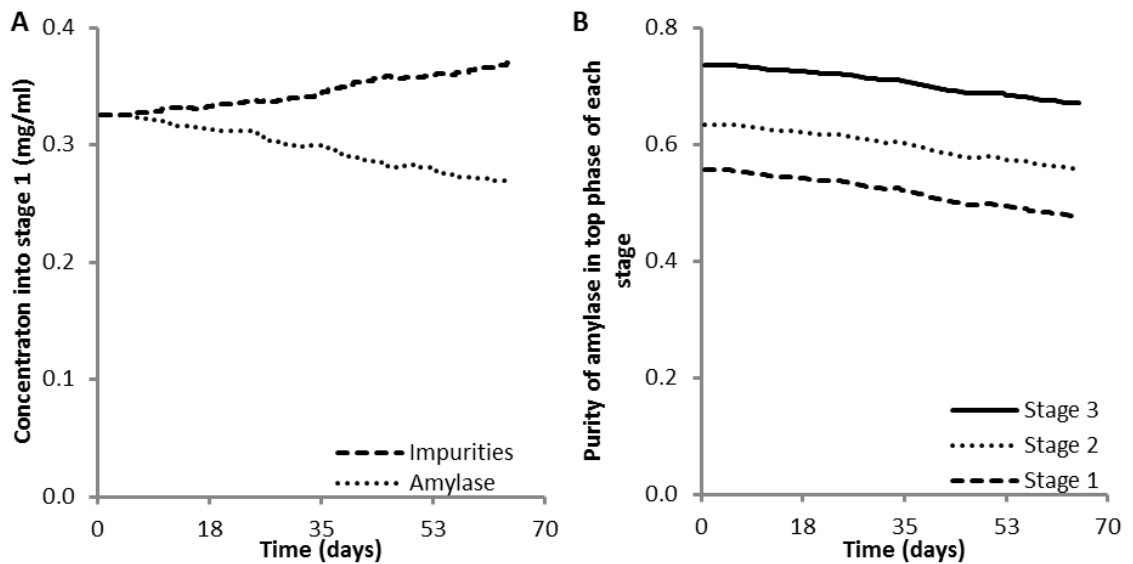 A
Concentraton into stage 1 (mg/ml)
0.4
0.3
0.2
0.1
0.0
0
18
35
53
70
Time (days)
Impurities
Amylase
B
Purity of amylase in top phase of each
stage
0.8
0.6
0.4
0.2
0.0
0
18
35
53
70
Time (days)
Stage 3
Stage 2
Stage 1